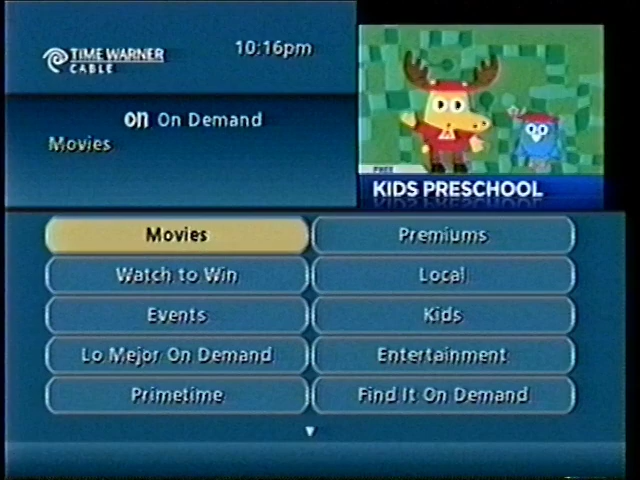 TIME WARNER
CABLE
10:16pm
on On Demand
Movies
FREE
KIDS PRESCHOOL
Movies
Premiums
Watch to Win
Local
Events
Kids
Lo Mejor On Demand
Entertainment
Primetime
Find It On Demand